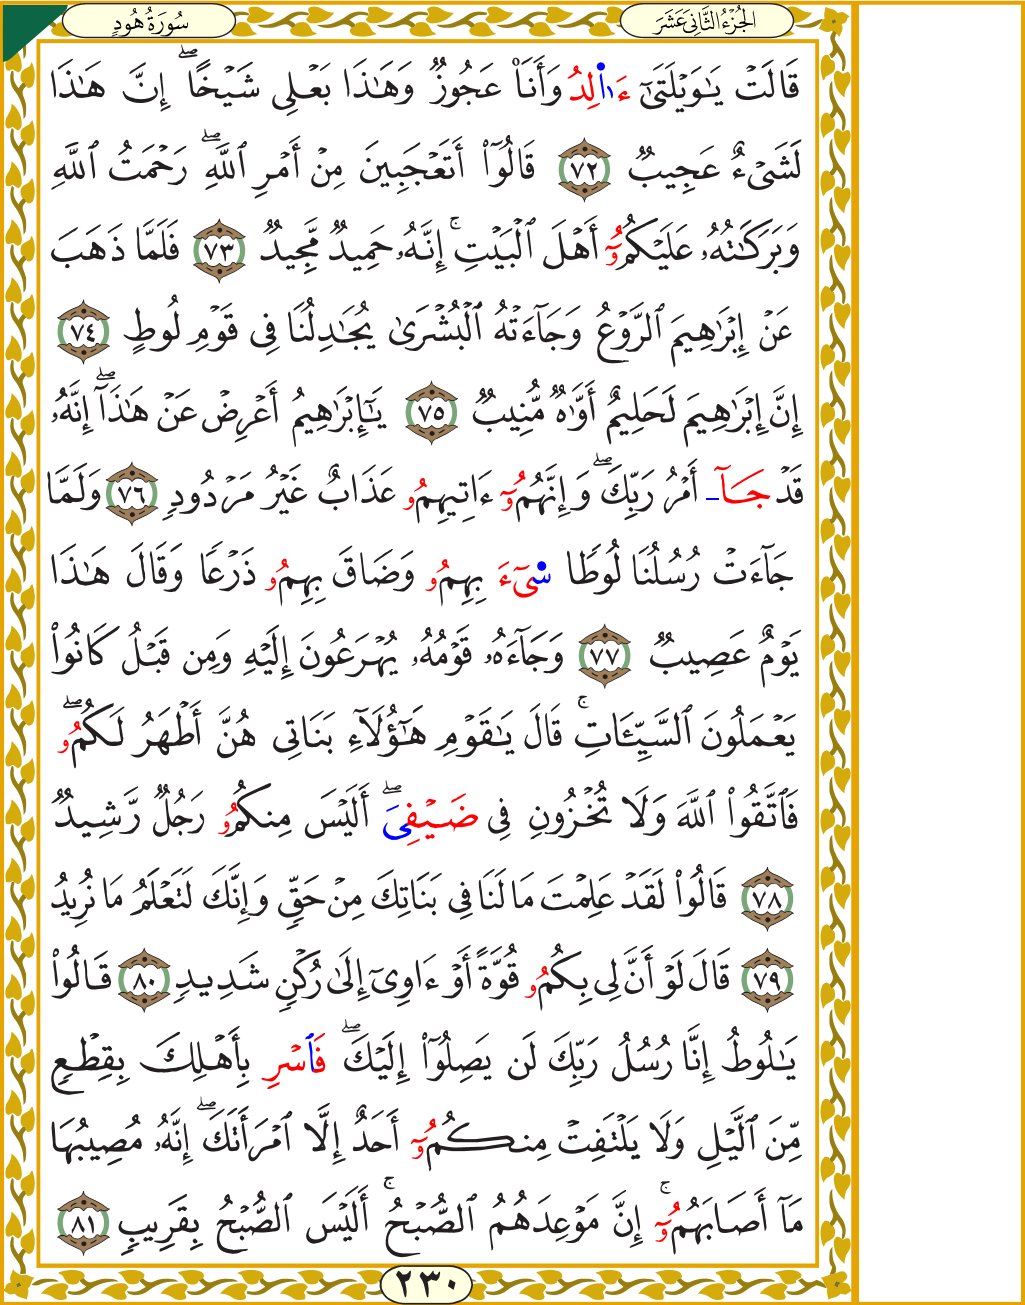 سُورَةُ هُودٍ
الجُزْءُ الثَّانِيَ عَشَرَ
قَالَتْ يَـٰوَيْلَتَىٰٓ ءَا۬لِدُ وَأَنَا۠ عَجُوزٌ وَهَـٰذَا بَعْلِى شَيْخًا ۖ إِنَّ هَـٰذَا
لَشَىْءٌ عَجِيبٌ ٧٢ قَالُوٓا۟ أَتَعْجَبِينَ مِنْ أَمْرِ ٱللَّهِ ۖ رَحْمَتُ ٱللَّهِ
وَبَرَكَـٰتُهُۥ عَلَيْكُمُۥٓ أَهْلَ ٱلْبَيْتِ ۚ إِنَّهُۥ حَمِيدٌ مَّجِيدٌ ٧٣ فَلَمَّا ذَهَبَ
عَنْ إِبْرَٰهِيمَ ٱلرَّوْعُ وَجَآءَتْهُ ٱلْبُشْرَىٰ يُجَـٰدِلُنَا فِى قَوْمِ لُوطٍ ٧٤
إِنَّ إِبْرَٰهِيمَ لَحَلِيمٌ أَوَّٰهٌ مُّنِيبٌ ٧٥ يَـٰٓإِبْرَٰهِيمُ أَعْرِضْ عَنْ هَـٰذَآ ۖ إِنَّهُۥ
قَدْ جَـآ أَمْرُ رَبِّكَ ۖ وَإِنَّهُمُۥٓ ءَاتِيهِمُۥ عَذَابٌ غَيْرُ مَرْدُودٍ ٧٦ وَلَمَّا
جَآءَتْ رُسُلُنَا لُوطًا سِىٓءَ بِهِمُۥ وَضَاقَ بِهِمُۥ ذَرْعًا وَقَالَ هَـٰذَا
يَوْمٌ عَصِيبٌ ٧٧ وَجَآءَهُۥ قَوْمُهُۥ يُهْرَعُونَ إِلَيْهِ وَمِن قَبْلُ كَانُوا۟
يَعْمَلُونَ ٱلسَّيِّـَٔاتِ ۚ قَالَ يَـٰقَوْمِ هَـٰٓؤُلَآءِ بَنَاتِى هُنَّ أَطْهَرُ لَكُمُۥ ۖ
فَٱتَّقُوا۟ ٱللَّهَ وَلَا تُخْزُونِ فِى ضَيْفِىَ ۖ أَلَيْسَ مِنكُمُۥ رَجُلٌ رَّشِيدٌ
٧٨ قَالُوا۟ لَقَدْ عَلِمْتَ مَا لَنَا فِى بَنَاتِكَ مِنْ حَقٍّ وَإِنَّكَ لَتَعْلَمُ مَا نُرِيدُ
٧٩ قَالَ لَوْ أَنَّ لِى بِكُمُۥ قُوَّةً أَوْ ءَاوِىٓ إِلَىٰ رُكْنٍ شَدِيدٍ ٨٠ قَالُوا۟
يَـٰلُوطُ إِنَّا رُسُلُ رَبِّكَ لَن يَصِلُوٓا۟ إِلَيْكَ ۖ فَٱسْرِ بِأَهْلِكَ بِقِطْعٍ
مِّنَ ٱلَّيْلِ وَلَا يَلْتَفِتْ مِنكُمُۥٓ أَحَدٌ إِلَّا ٱمْرَأَتَكَ ۖ إِنَّهُۥ مُصِيبُهَا
مَآ أَصَابَهُمُۥٓ ۚ إِنَّ مَوْعِدَهُمُ ٱلصُّبْحُ ۚ أَلَيْسَ ٱلصُّبْحُ بِقَرِيبٍ ٨١
٢٣٠